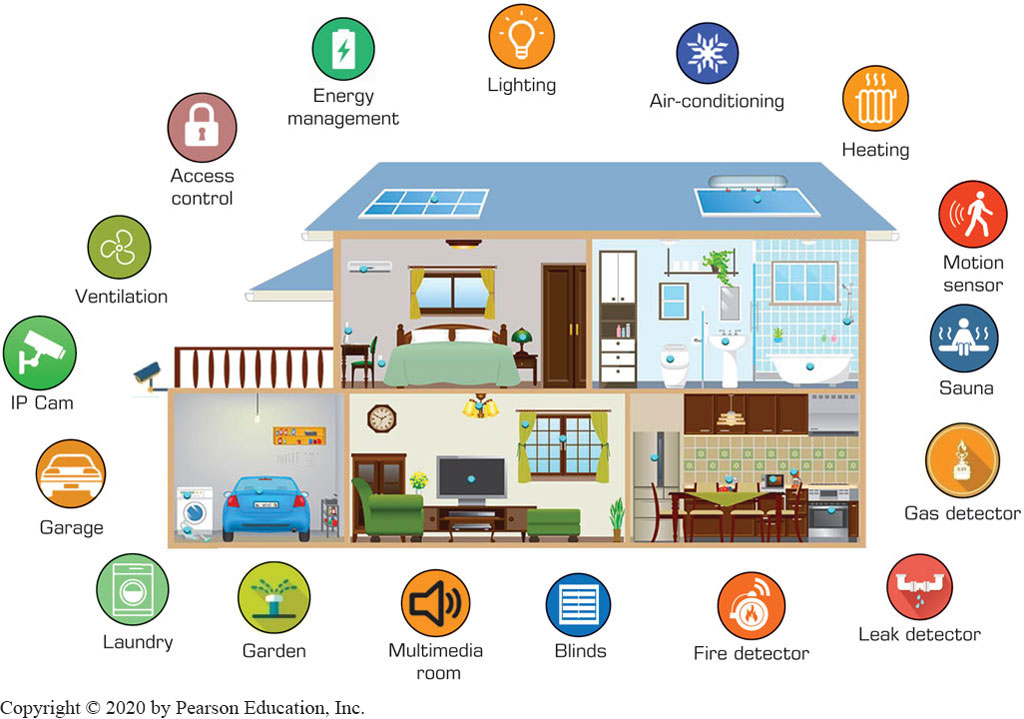 Lighting
Energy
management
Air-conditioning
Heating
Access
control
Motion
sensor
Ventilation
Sauna
IP Cam
Gas detector
Garage
Leak detector
Laundry
Garden
Multimedia
room
Blinds
Fire detector
Copyright © 2020 by Pearson Education, Inc.